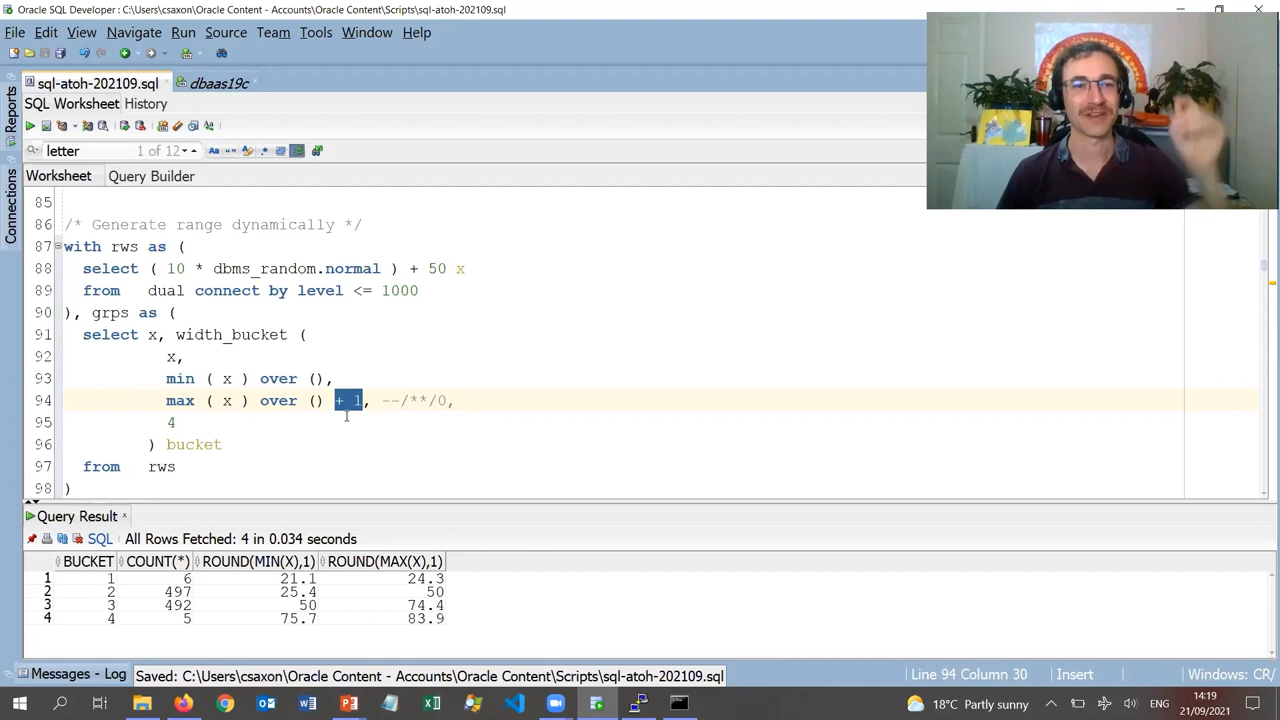 Oracle SQL Developer : C:\Users\csaxon\Oracle Content - Accounts\Oracle Content\Scripts\sql-atoh-202109.sql
File Edit View Navigate Run Source Team Tools Window Help
sql-atoh-202109.sql dbaas19c
SQL Worksheet History
letter 1 of 12
Worksheet Query Builder
Reports
Connections
85
86 /* Generate range dynamically */
87 with rws as (
88 select ( 10 * dbms_random.normal ) + 50 x
89 from dual connect by level <= 1000
90 ), grps as (
91 select x, width_bucket (
92 x,
93 min ( x ) over (),
94 max ( x ) over () + 1, --/**/0,
95 4
96 ) bucket
97 from rws
98 )
Query Result
SQL All Rows Fetched: 4 in 0.034 seconds
BUCKET COUNT(*) ROUND(MIN(X),1) ROUND(MAX(X),1)
1 1 6 21.1 24.3
2 2 497 25.4 50
3 3 492 50 74.4
4 4 5 75.7 83.9
Messages - Log Saved: C:\Users\csaxon\Oracle Content - Accounts\Oracle Content\Scripts\sql-atoh-202109.sql Line 94 Column 30 Insert Windows: CR/
18°C Partly sunny ENG 14:19
21/09/2021